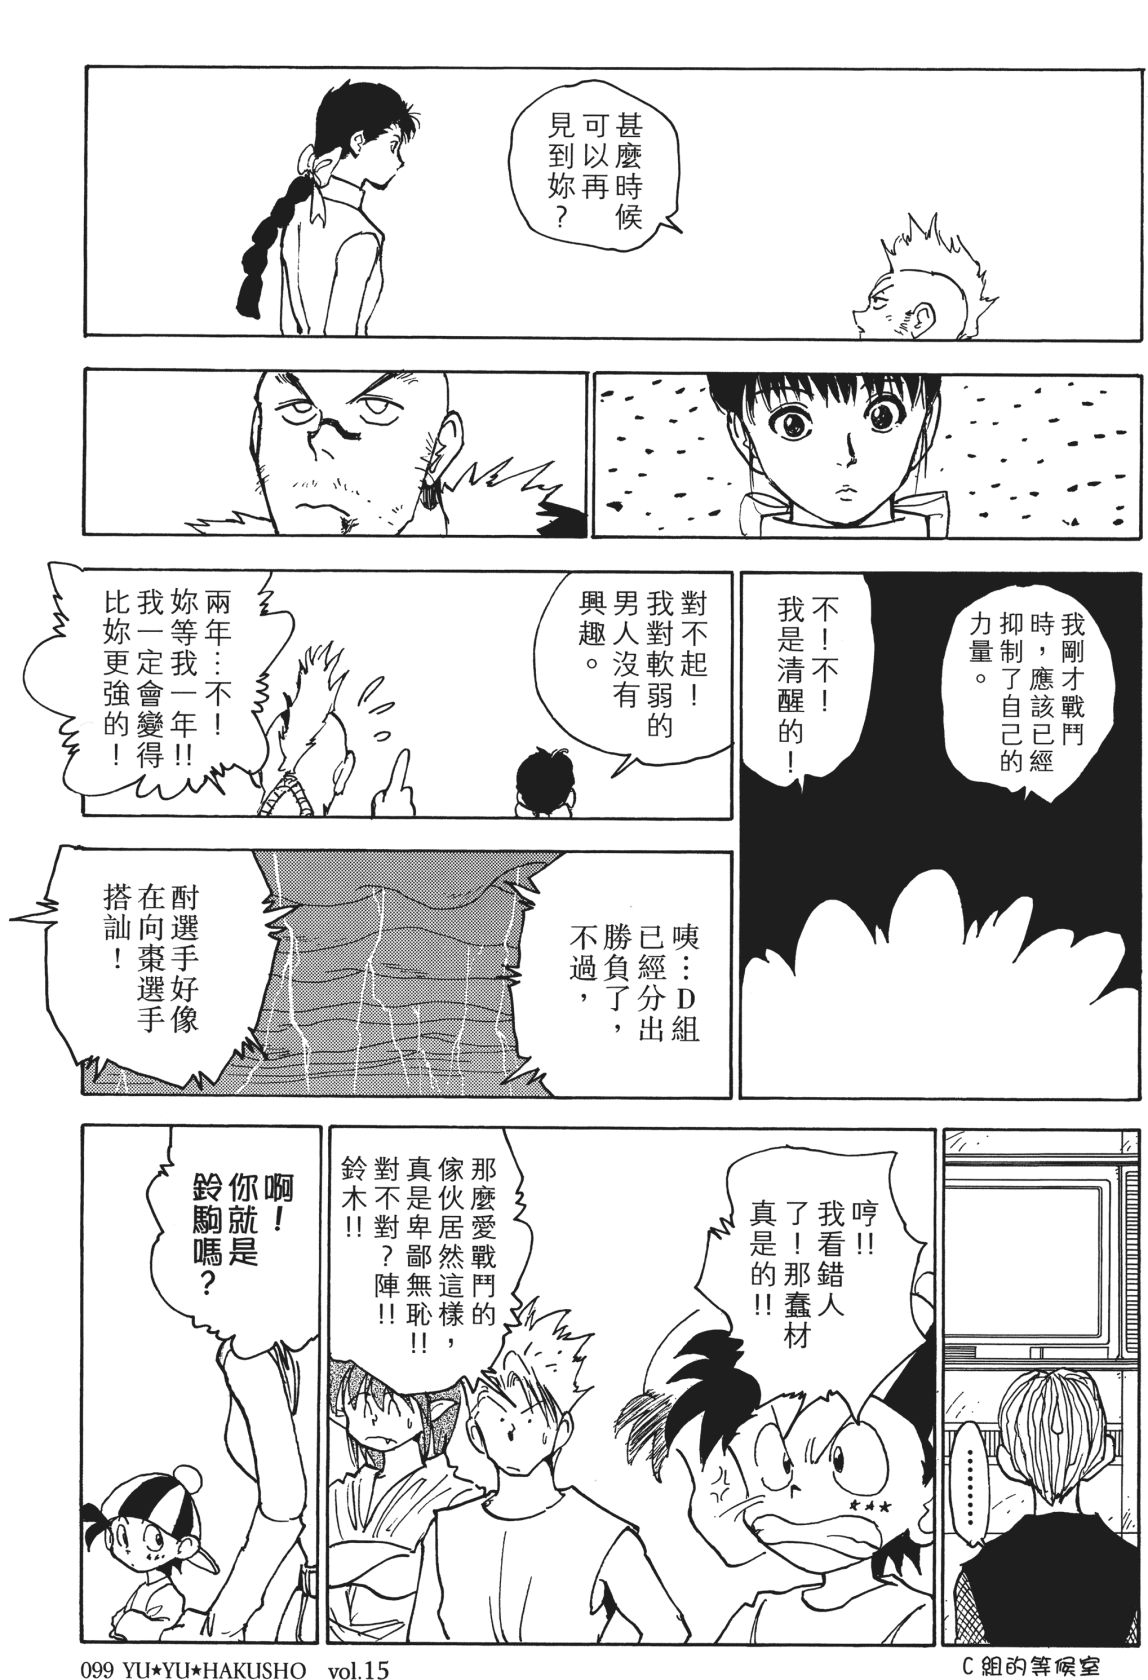 甚麼時候
可以再
見到妳？
我剛才戰鬥
時，應該已經
抑制了自己的
力量。
不！不！
我是清醒的！
對不起！
我對軟弱的
男人沒有
興趣。
兩年…不！
妳等我一年!!
我一定會變得
比妳更強的！
咦…D組
已經分出
勝負了，
不過，
酎選手好像
在向棗選手
搭訕！
………
哼!!
我看錯人
了！那蠢材
真是的!!
那麼愛戰鬥的
傢伙居然這樣，
真是卑鄙無恥!!
對不對？陣!!
鈴木!!
啊！
你就是
鈴駒嗎？
C組的等候室
099 YU★YU★HAKUSHO vol.15